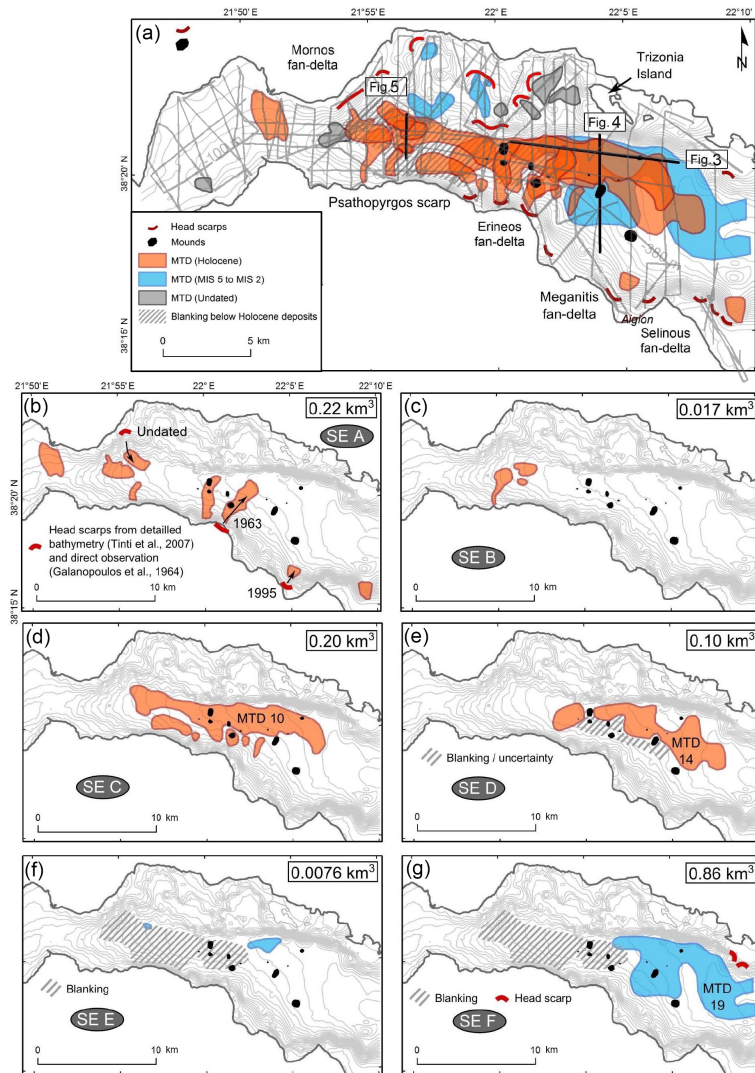 21°50' 21°55' 22° 22°5' 22°10'
(a)
N
Mornos
fan-delta
Trizonia
Island
Fig.5
Fig. 4
Fig.3
38°20' N
100
300
Psathopyrgos scarp
Erineos
fan-delta
Meganitis
fan-delta
Aigion
Selinous
fan-delta
38°15' N
Head scarps
Mounds
MTD (Holocene)
MTD (MIS 5 to MIS 2)
MTD (Undated)
Blanking below Holocene deposits
0 5 km
21°50' 21°55' 22° 22°5' 22°10'
(b)
0.22 km³
Undated
SE A
38°20' N
1963
Head scarps from detailled
bathymetry (Tinti et al., 2007)
and direct observation
(Galanopoulos et al., 1964)
1995
0 10 km
38°15' N
(c)
0.017 km³
SE B
0 10 km
(d)
0.20 km³
MTD 10
SE C
0 10 km
(e)
0.10 km³
MTD
14
Blanking / uncertainty
SE D
0 10 km
(f)
0.0076 km³
Blanking
SE E
0 10 km
(g)
0.86 km³
MTD
19
Blanking Head scarp
SE F
0 10 km